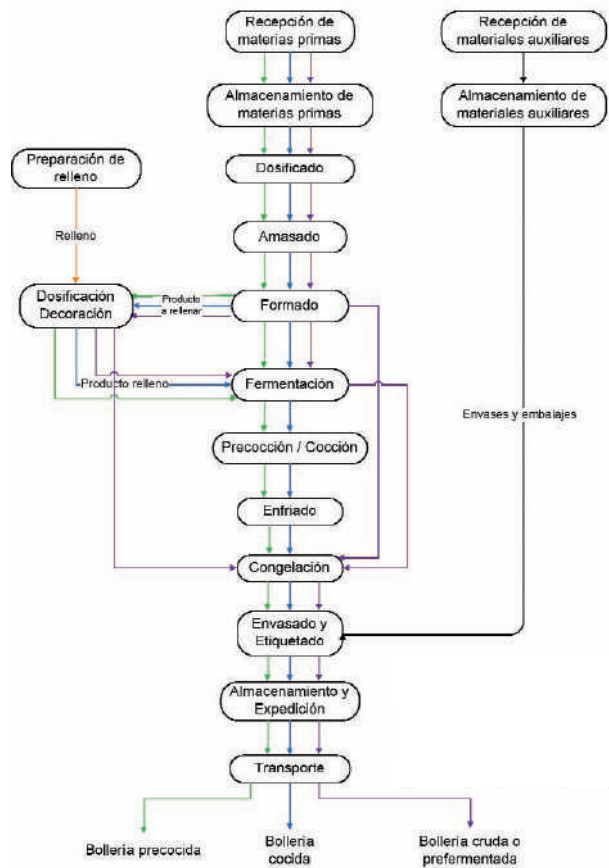 Recepción de
materias primas
Recepción de
materiales auxiliares
Almacenamiento de
materias primas
Almacenamiento de
materiales auxiliares
Preparación de
relleno
Dosificado
Relleno
Amasado
Dosificación
Decoración
Producto
a rellenar
Formado
Producto relleno
Fermentación
Envases y embalajes
Precocción / Cocción
Enfriado
Congelación
Envasado y
Etiquetado
Almacenamiento y
Expedición
Transporte
Bollería precocida
Bollería
cocida
Bollería cruda o
prefermentada